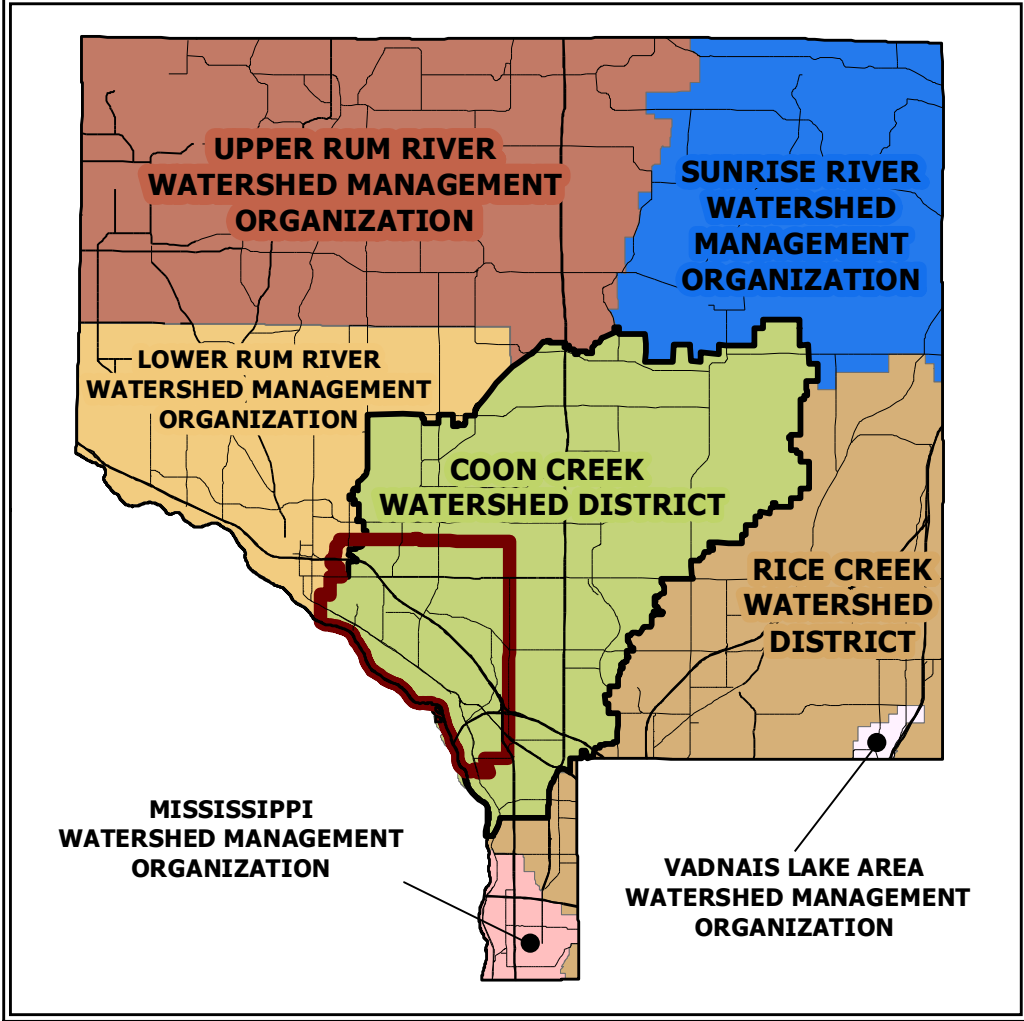 UPPER RUM RIVER
WATERSHED MANAGEMENT
ORGANIZATION
SUNRISE RIVER
WATERSHED
MANAGEMENT
ORGANIZATION
LOWER RUM RIVER
WATERSHED MANAGEMENT
ORGANIZATION
COON CREEK
WATERSHED DISTRICT
RICE CREEK
WATERSHED
DISTRICT
MISSISSIPPI
WATERSHED MANAGEMENT
ORGANIZATION
VADNAIS LAKE AREA
WATERSHED MANAGEMENT
ORGANIZATION